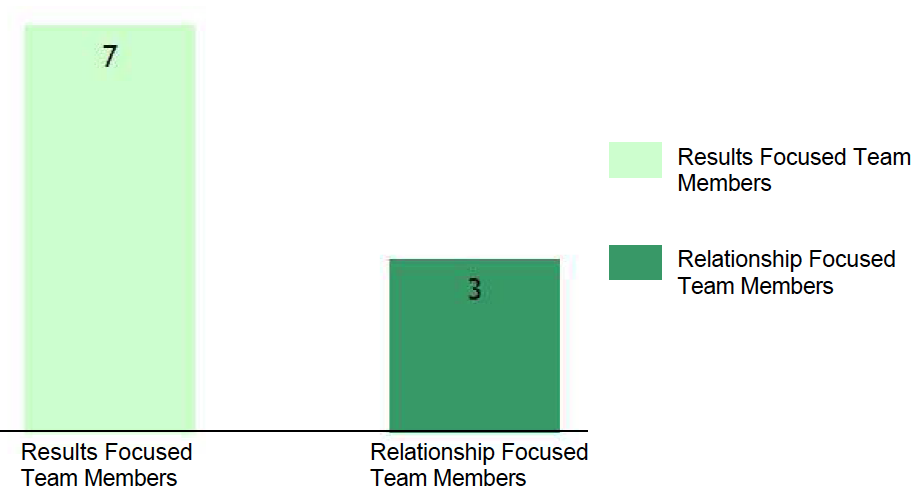 7
3
Results Focused Team
Members
Relationship Focused
Team Members
Results Focused
Team Members
Relationship Focused
Team Members